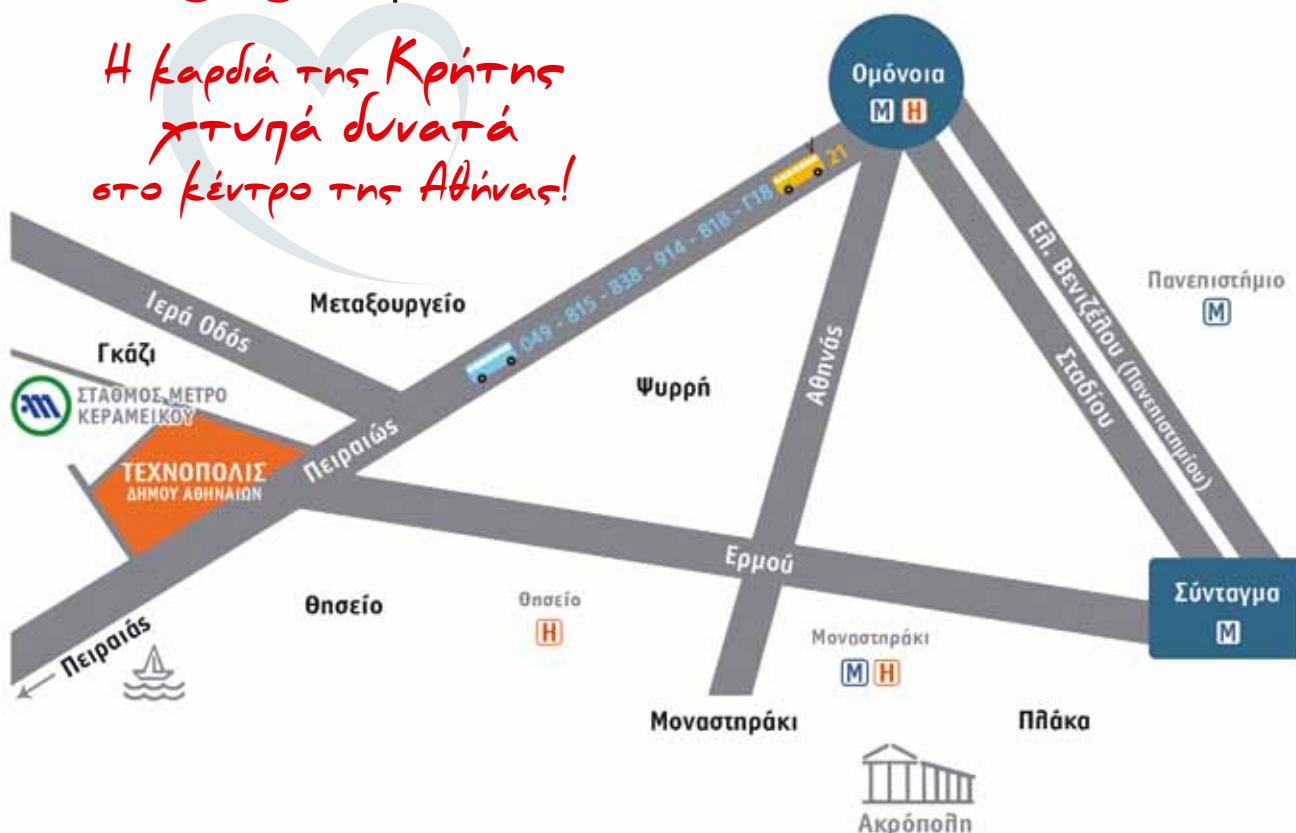 Η καρδιά της Κρήτης
χτυπά δυνατά
στο κέντρο της Αθήνας!
Ομόνοια
M H
21
049 - 815 - 838 - 914 - 818 - Γ18
Ελ. Βενιζέλου (Πανεπιστημίου)
Πανεπιστήμιο
M
Ιερά Οδός
Μεταξουργείο
Γκάζι
Σταδίου
Αθηνάς
Ψυρρή
ΣΤΑΘΜΟΣ ΜΕΤΡΟ
ΚΕΡΑΜΕΙΚΟΥ
Πειραιώς
ΤΕΧΝΟΠΟΛΙΣ
ΔΗΜΟΥ ΑΘΗΝΑΙΩΝ
Ερμού
Σύνταγμα
M
Θησείο
Θησείο
H
Μοναστηράκι
M H
Πειραιάς
Μοναστηράκι
Πλάκα
Ακρόπολη